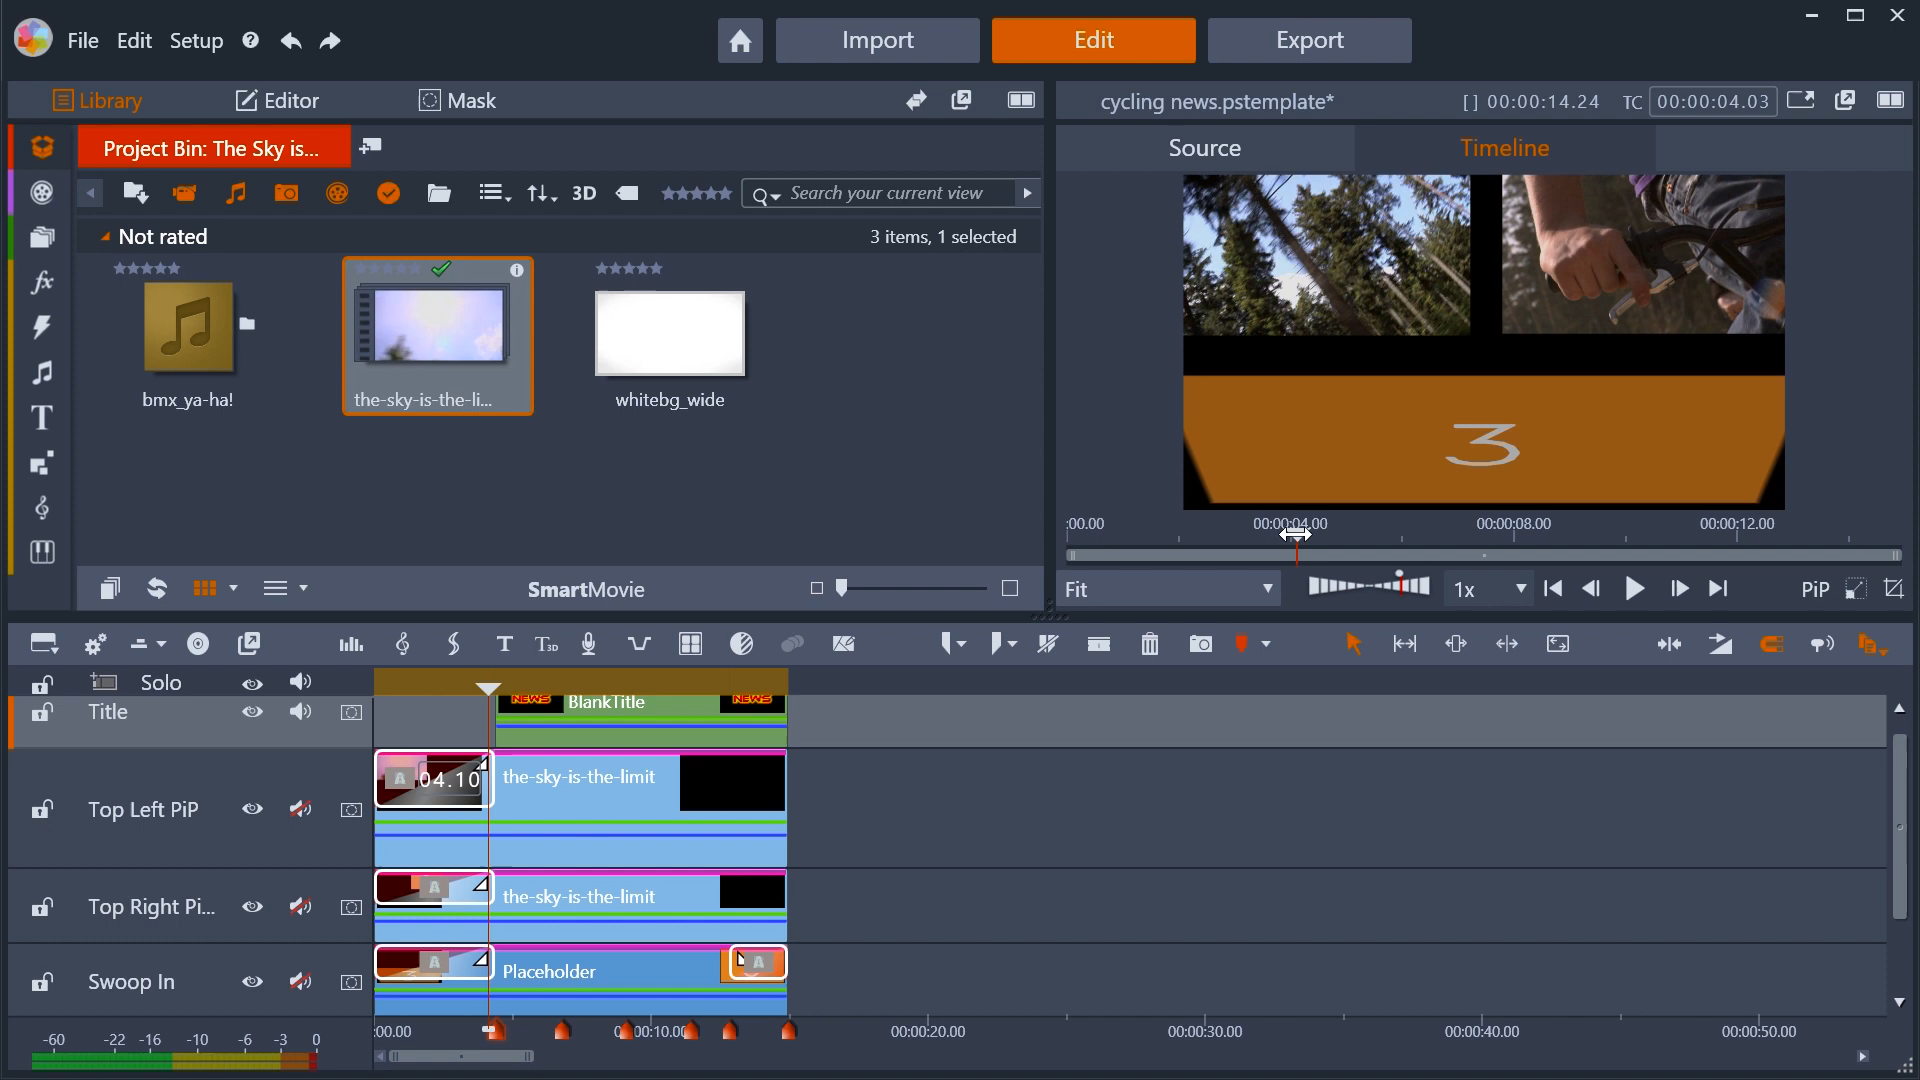 File Edit Setup ?
Import Edit Export
Library Editor Mask
cycling news.pstemplate* [ ] 00:00:14.24 TC 00:00:04.03
Project Bin: The Sky is...
Source Timeline
3D Search your current view
Not rated 3 items, 1 selected
bmx_ya-ha! the-sky-is-the-li... whitebg_wide
3
:00.00 00:00:04.00 00:00:08.00 00:00:12.00
SmartMovie
Fit 1x PiP
T T3D
Solo
Title NEWS BlankTitle NEWS
Top Left PiP A 04.10 the-sky-is-the-limit
Top Right Pi... A the-sky-is-the-limit
Swoop In A Placeholder A
:00.00 00:00:10.00 00:00:20.00 00:00:30.00 00:00:40.00 00:00:50.00
-60 -22 -16 -10 -6 -3 0